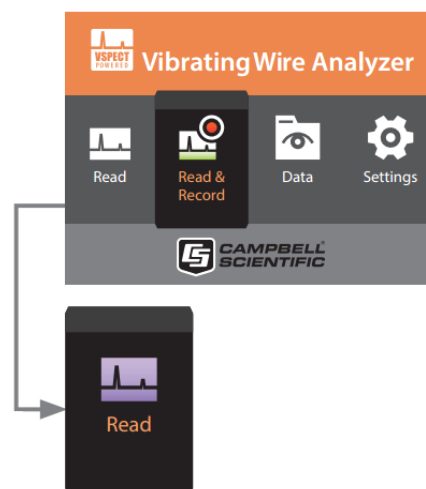 VSPECT
POWERED
Vibrating Wire Analyzer
Read
Read &
Record
Data
Settings
CAMPBELL
SCIENTIFIC
Read